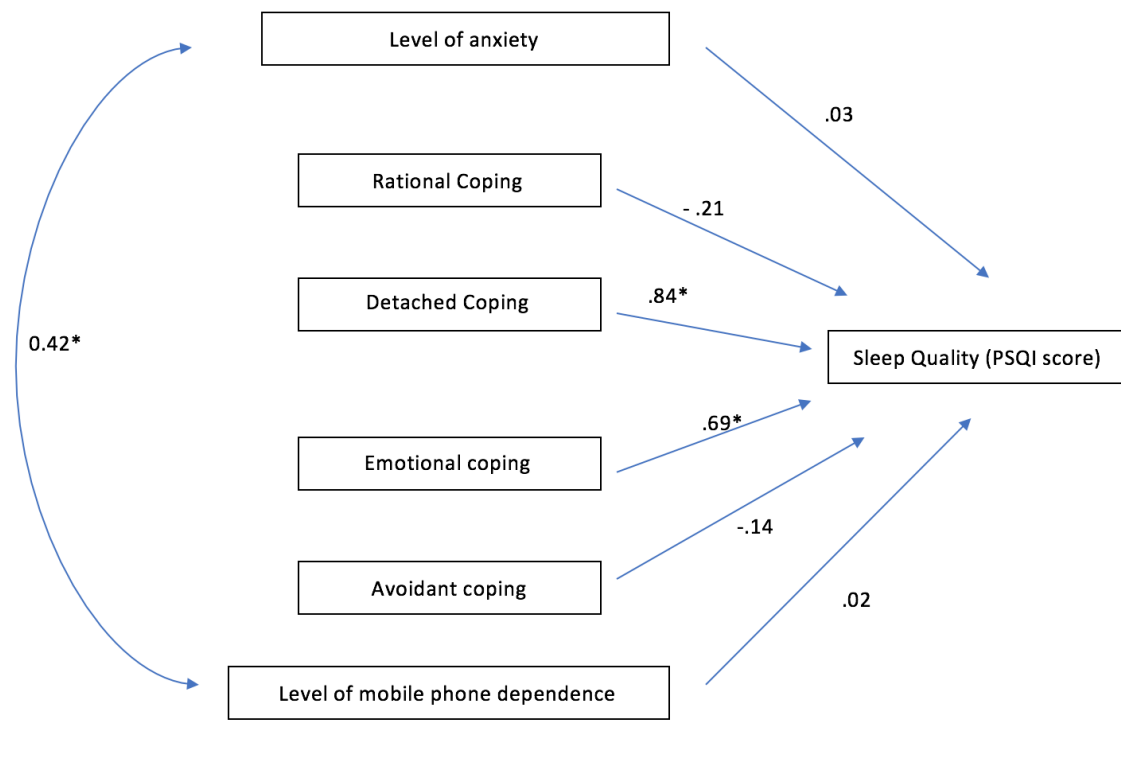 Level of anxiety
.03
Rational Coping
- .21
Detached Coping
.84*
0.42*
Sleep Quality (PSQI score)
.69*
Emotional coping
-.14
Avoidant coping
.02
Level of mobile phone dependence